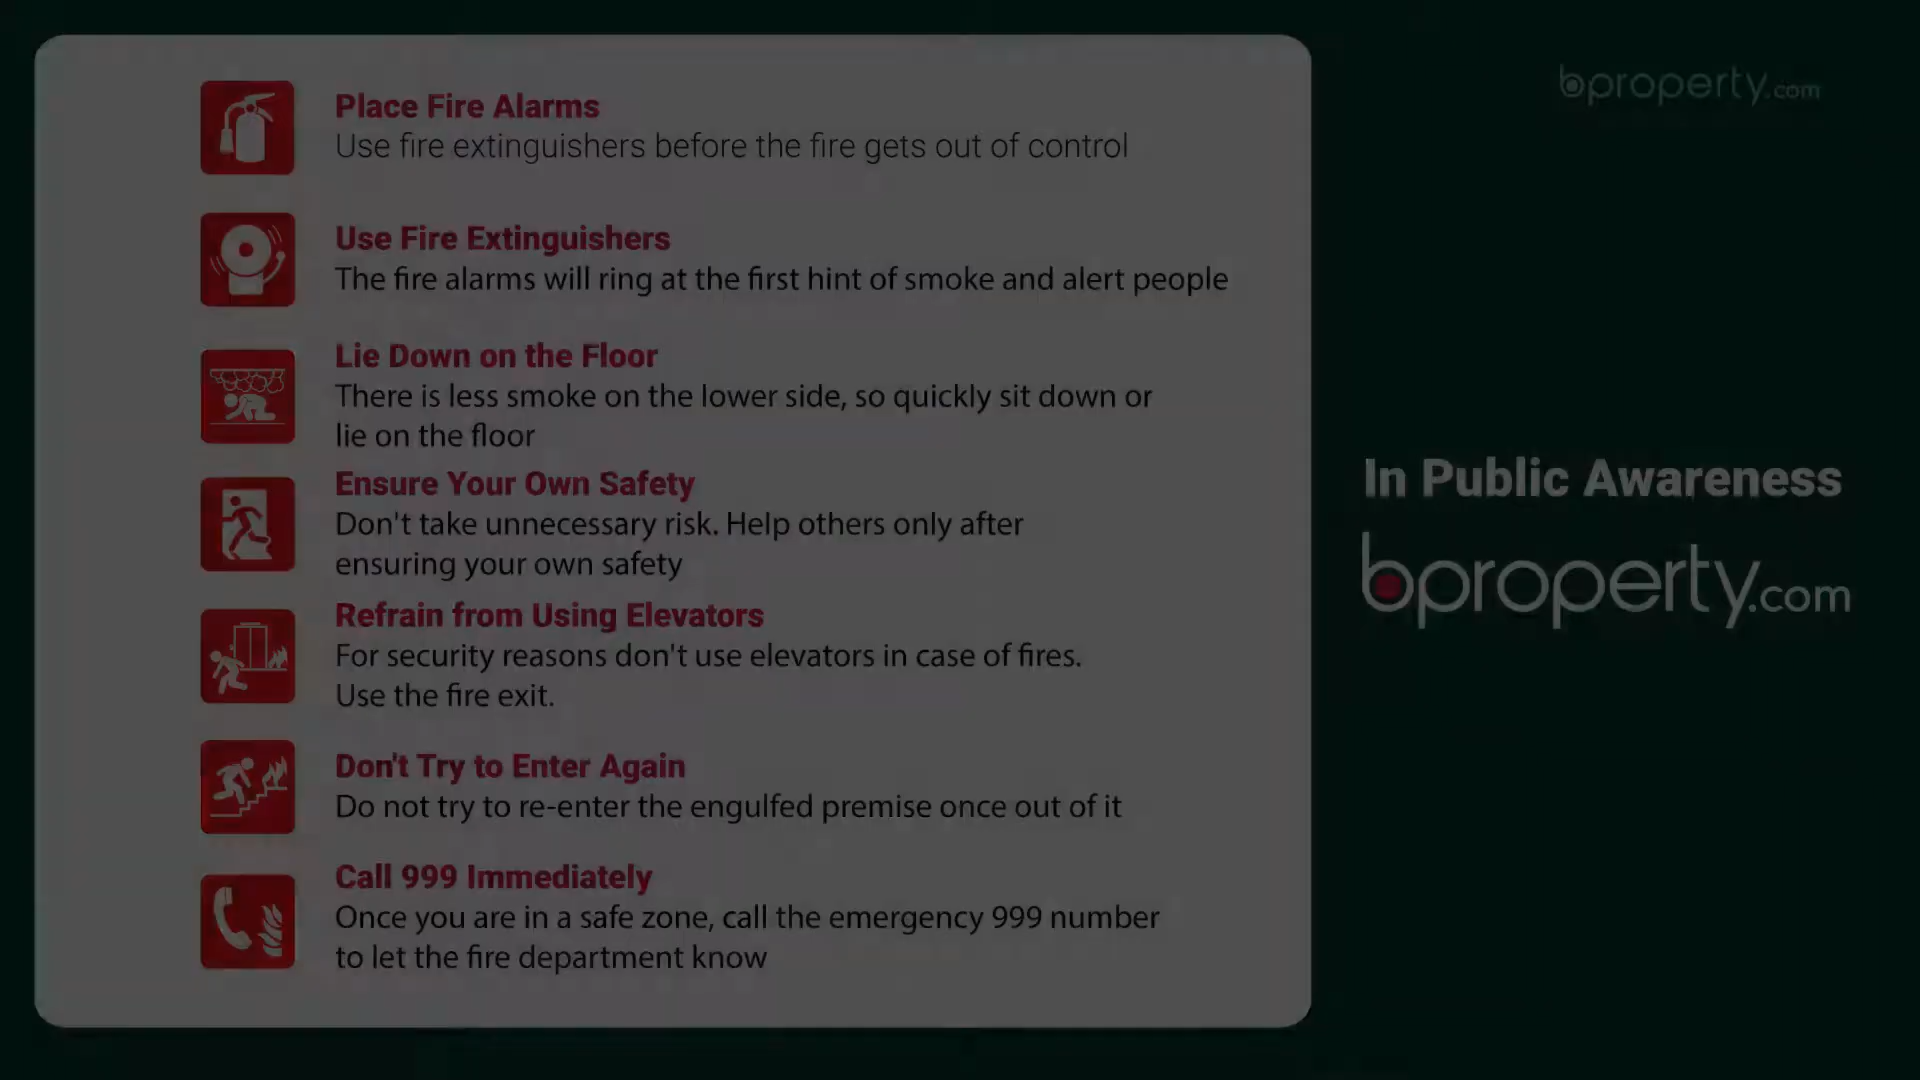 bproperty.com
Place Fire Alarms
Use fire extinguishers before the fire gets out of control
Use Fire Extinguishers
The fire alarms will ring at the first hint of smoke and alert people
Lie Down on the Floor
There is less smoke on the lower side, so quickly sit down or
lie on the floor
Ensure Your Own Safety
Don't take unnecessary risk. Help others only after
ensuring your own safety
Refrain from Using Elevators
For security reasons don't use elevators in case of fires.
Use the fire exit.
Don't Try to Enter Again
Do not try to re-enter the engulfed premise once out of it
Call 999 Immediately
Once you are in a safe zone, call the emergency 999 number
to let the fire department know
In Public Awareness
bproperty.com